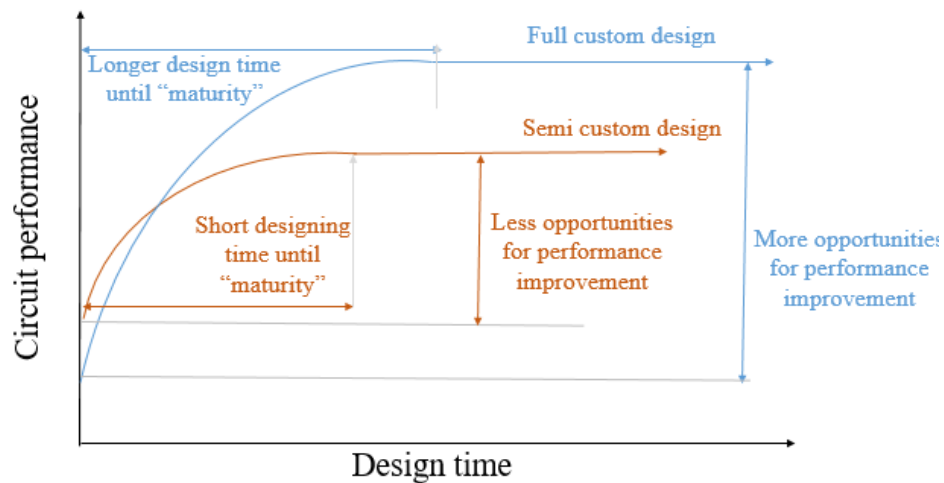 Full custom design
Longer design time
until “maturity”
Semi custom design
Short designing
time until
“maturity”
Less opportunities
for performance
improvement
More opportunities
for performance
improvement
Circuit performance
Design time